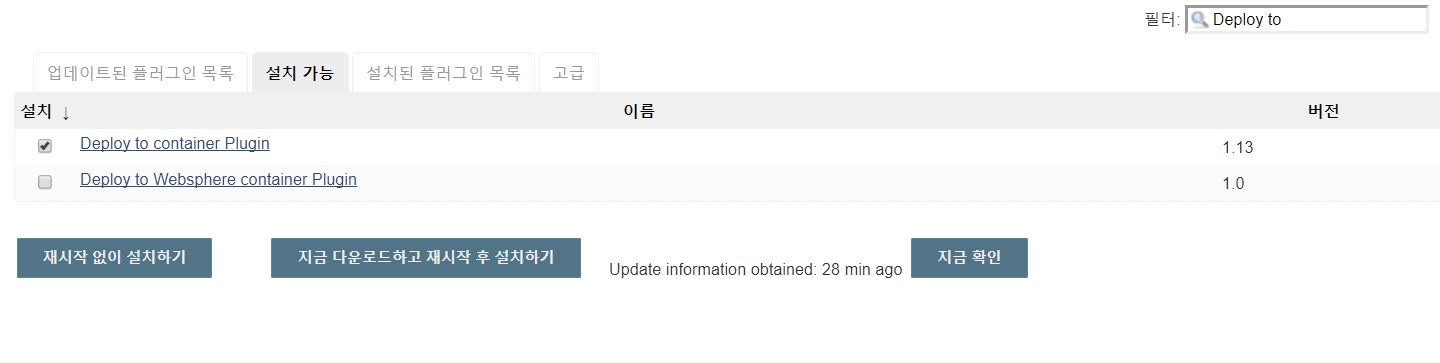 필터: Deploy to
업데이트된 플러그인 목록 설치 가능 설치된 플러그인 목록 고급
설치 ↓ 이름 버전
Deploy to container Plugin 1.13
Deploy to Websphere container Plugin 1.0
재시작 없이 설치하기 지금 다운로드하고 재시작 후 설치하기 Update information obtained: 28 min ago 지금 확인